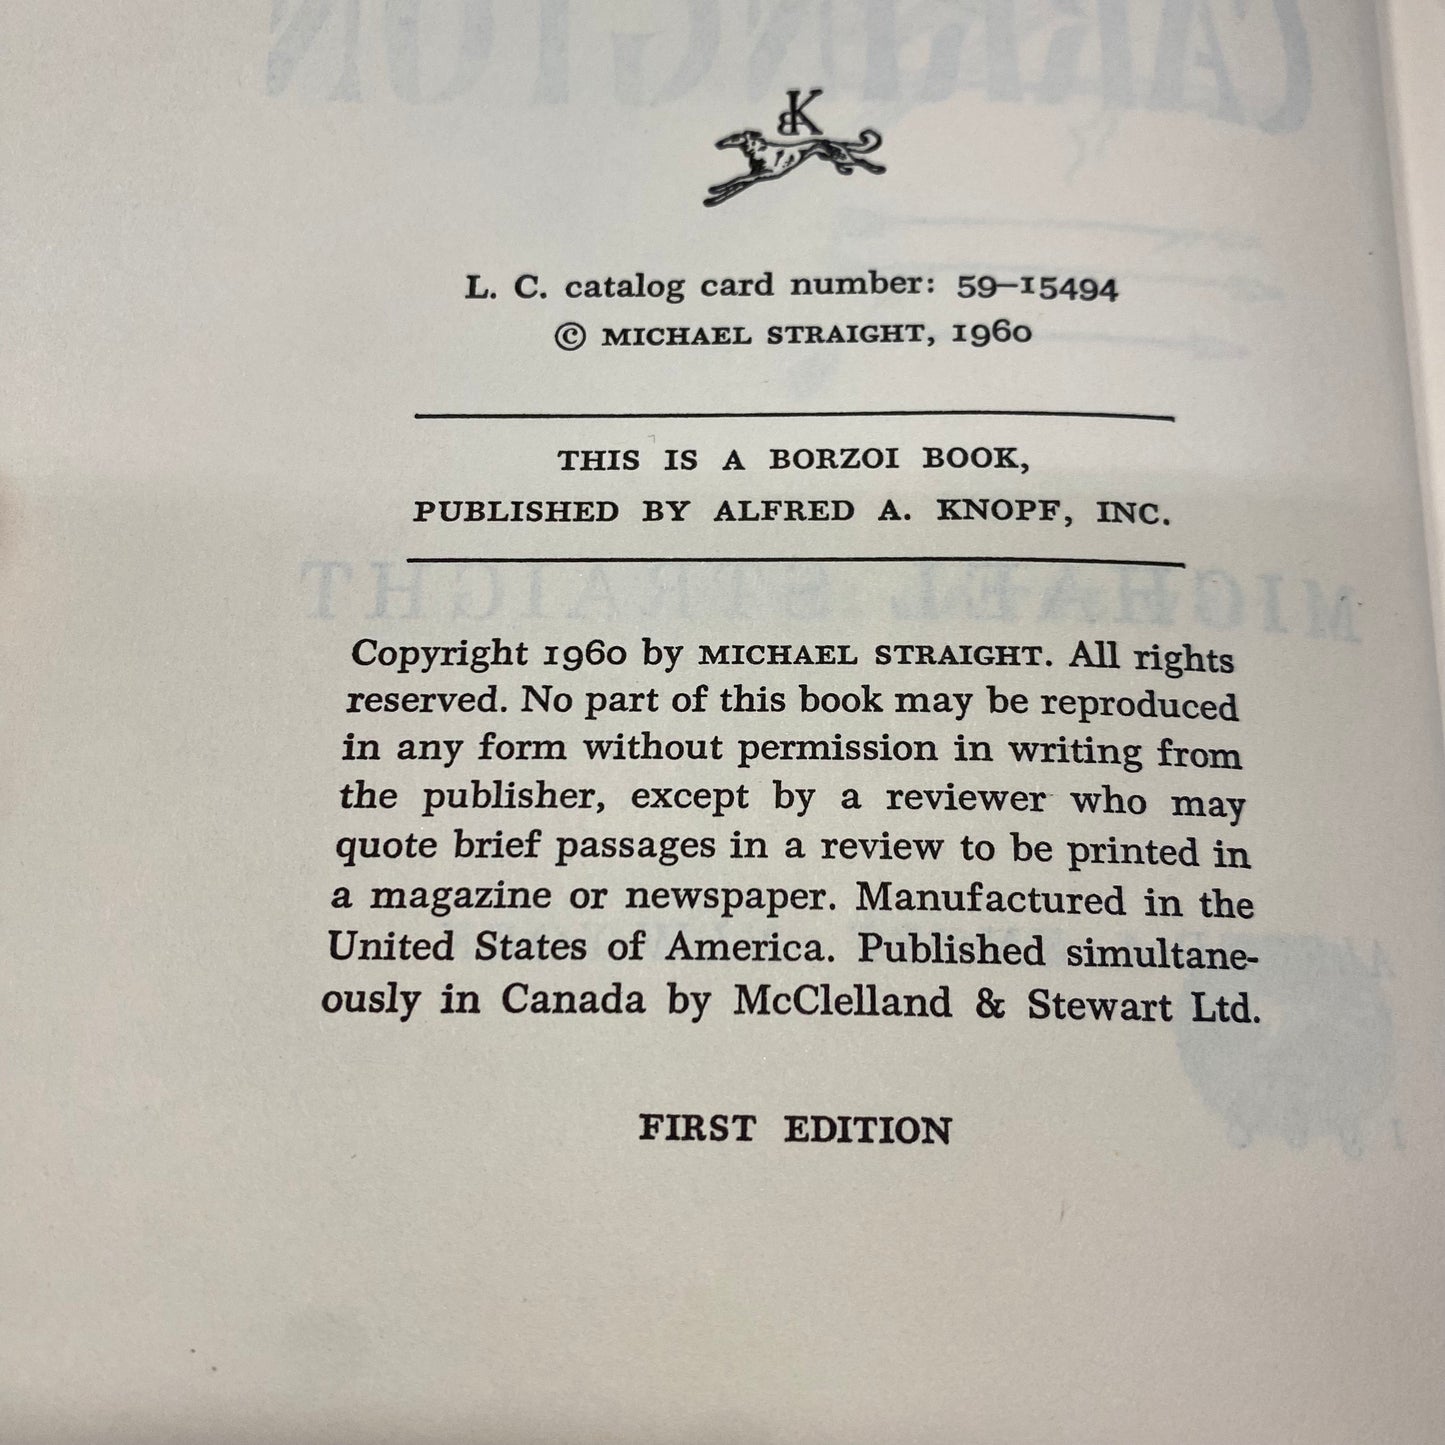 CARRINGTON
BK
L. C. catalog card number: 59–15494
© MICHAEL STRAIGHT, 1960
THIS IS A BORZOI BOOK,
PUBLISHED BY ALFRED A. KNOPF, INC.
MICHAEL STRAIGHT
Copyright 1960 by MICHAEL STRAIGHT. All rights
reserved. No part of this book may be reproduced
in any form without permission in writing from
the publisher, except by a reviewer who may
quote brief passages in a review to be printed in
a magazine or newspaper. Manufactured in the
United States of America. Published simultane-
ously in Canada by McClelland & Stewart Ltd.
FIRST EDITION